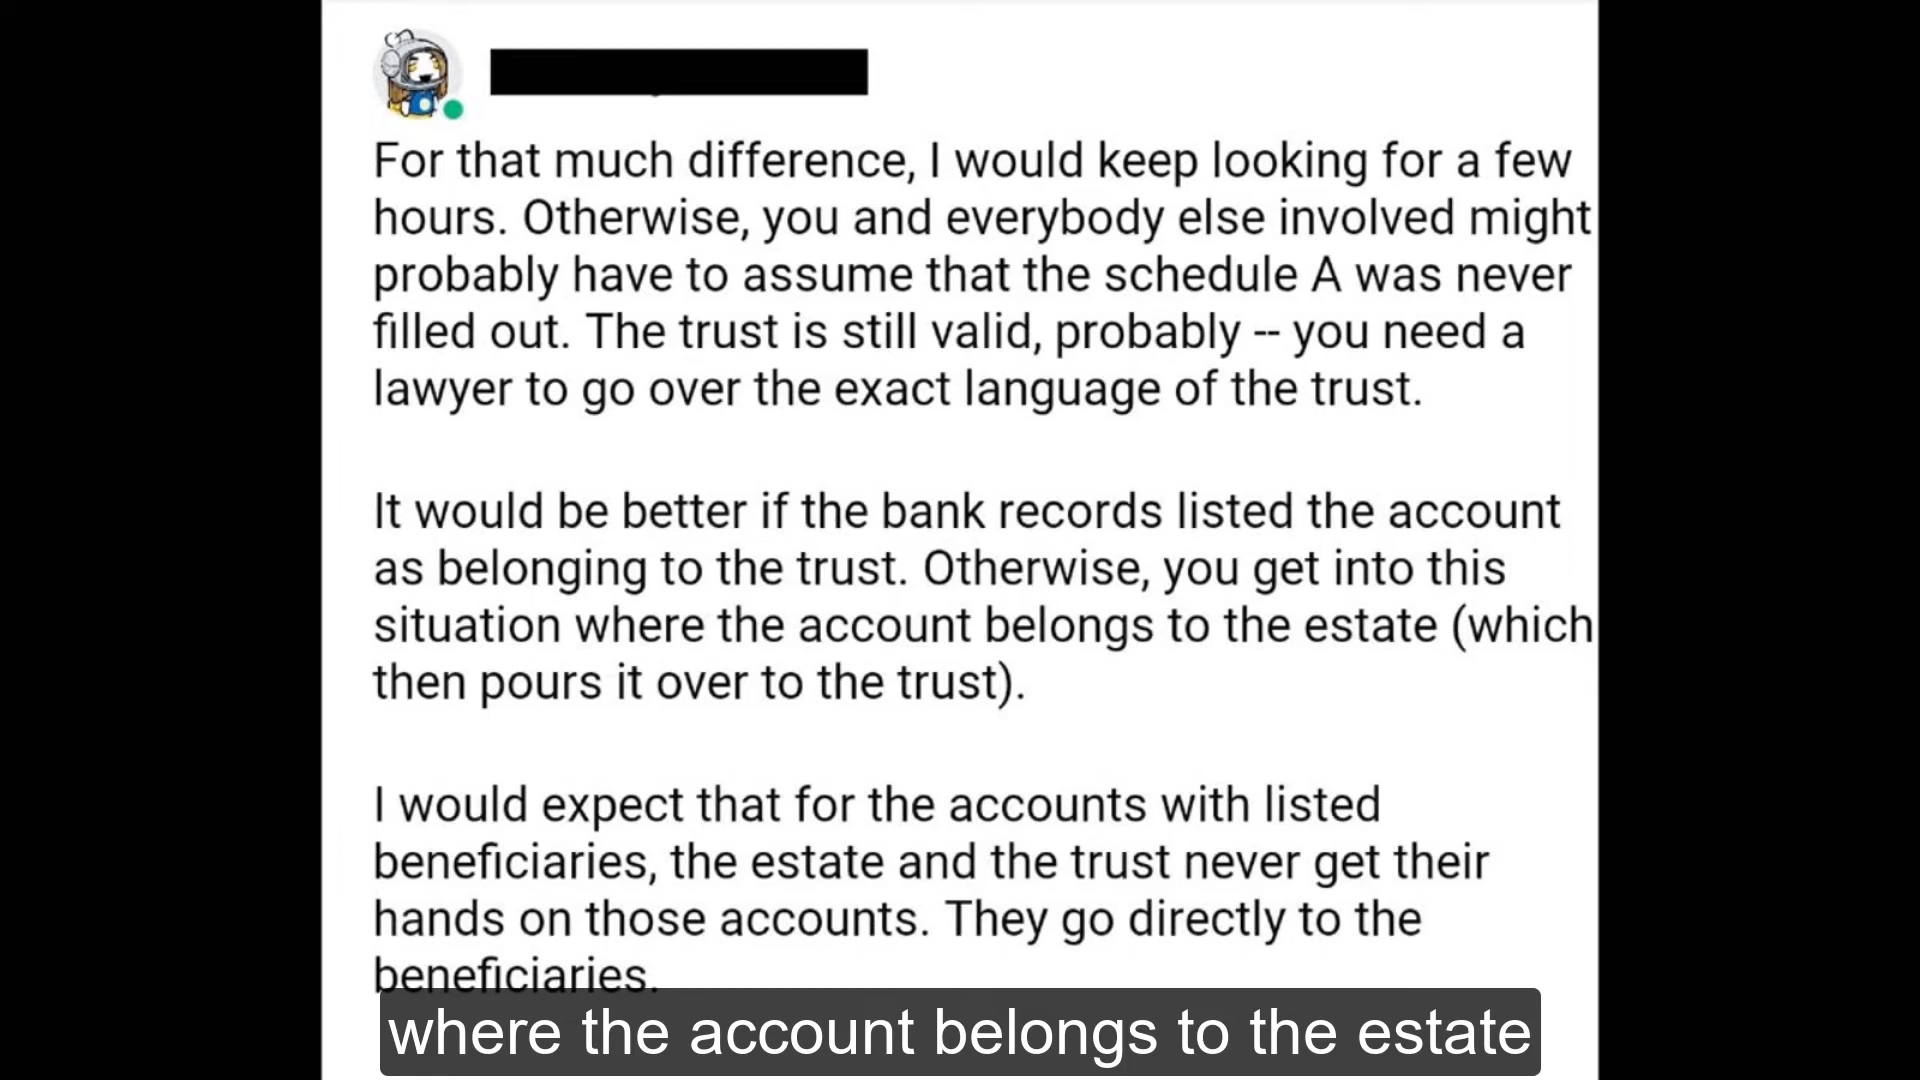 For that much difference, I would keep looking for a few
hours. Otherwise, you and everybody else involved might
probably have to assume that the schedule A was never
filled out. The trust is still valid, probably -- you need a
lawyer to go over the exact language of the trust.
It would be better if the bank records listed the account
as belonging to the trust. Otherwise, you get into this
situation where the account belongs to the estate (which
then pours it over to the trust).
I would expect that for the accounts with listed
beneficiaries, the estate and the trust never get their
hands on those accounts. They go directly to the
beneficiaries.
where the account belongs to the estate